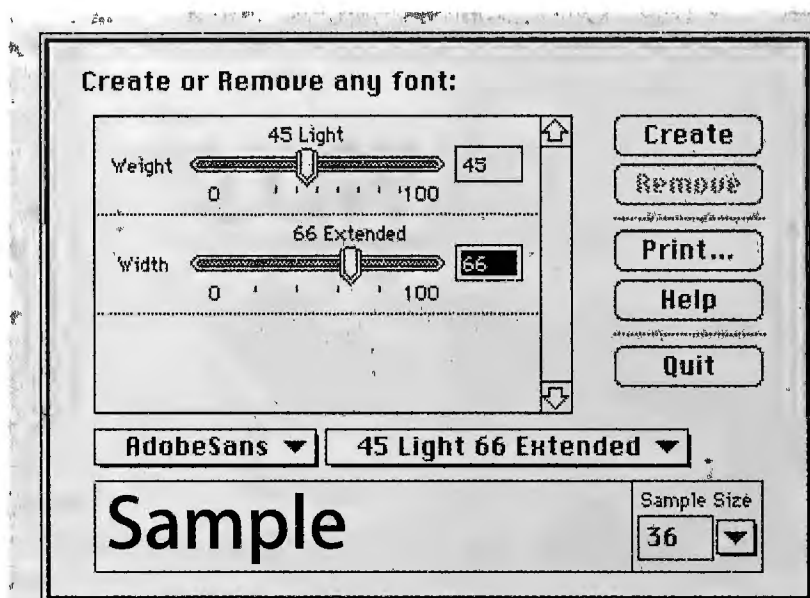 Create or Remove any font:
45 Light
Weight
45
0
100
66 Extended
Width
66
0
100
Create
Remove
Print...
Help
Quit
AdobeSans
45 Light 66 Extended
Sample
Sample Size
36